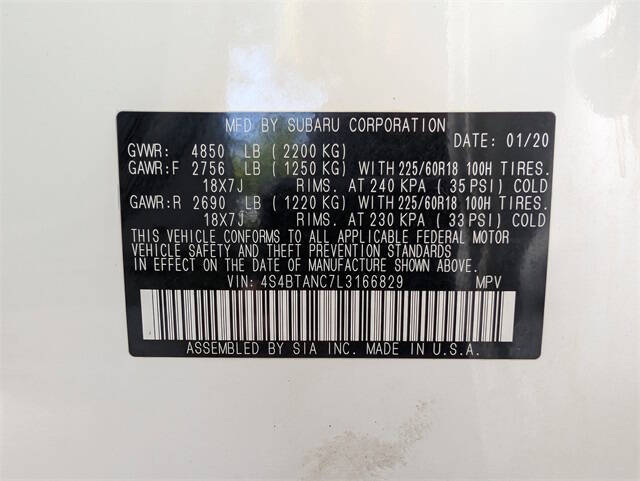 MFD BY SUBARU CORPORATION
DATE: 01/20
GVWR: 4850 LB (2200 KG)
GAWR:F 2756 LB (1250 KG) WITH 225/60R18 100H TIRES.
18X7J RIMS. AT 240 KPA (35 PSI) COLD
GAWR:R 2690 LB (1220 KG) WITH 225/60R18 100H TIRES.
18X7J RIMS. AT 230 KPA (33 PSI) COLD
THIS VEHICLE CONFORMS TO ALL APPLICABLE FEDERAL MOTOR
VEHICLE SAFETY AND THEFT PREVENTION STANDARDS
IN EFFECT ON THE DATE OF MANUFACTURE SHOWN ABOVE.
VIN: 4S4BTANC7L3166829 MPV
ASSEMBLED BY SIA INC. MADE IN U.S.A.